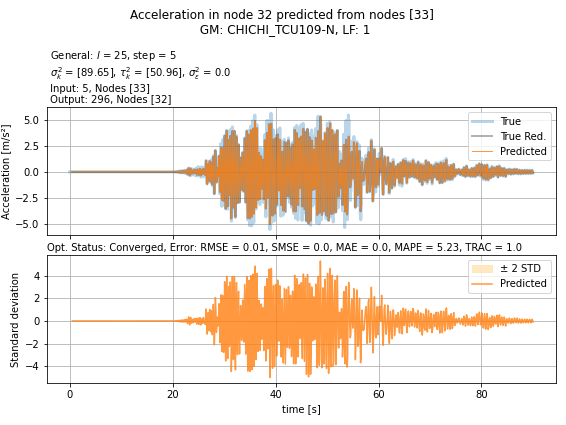 Acceleration in node 32 predicted from nodes [33]
GM: CHICHI_TCU109-N, LF: 1
General: l = 25, step = 5
σ²ₖ = [89.65], τ²ₖ = [50.96], σ²ε = 0.0
Input: 5, Nodes [33]
Output: 296, Nodes [32]
Acceleration [m/s²]
5.0
2.5
0.0
−2.5
−5.0
True
True Red.
Predicted
Opt. Status: Converged, Error: RMSE = 0.01, SMSE = 0.0, MAE = 0.0, MAPE = 5.23, TRAC = 1.0
Standard deviation
4
2
0
−2
−4
± 2 STD
Predicted
0 20 40 60 80
time [s]